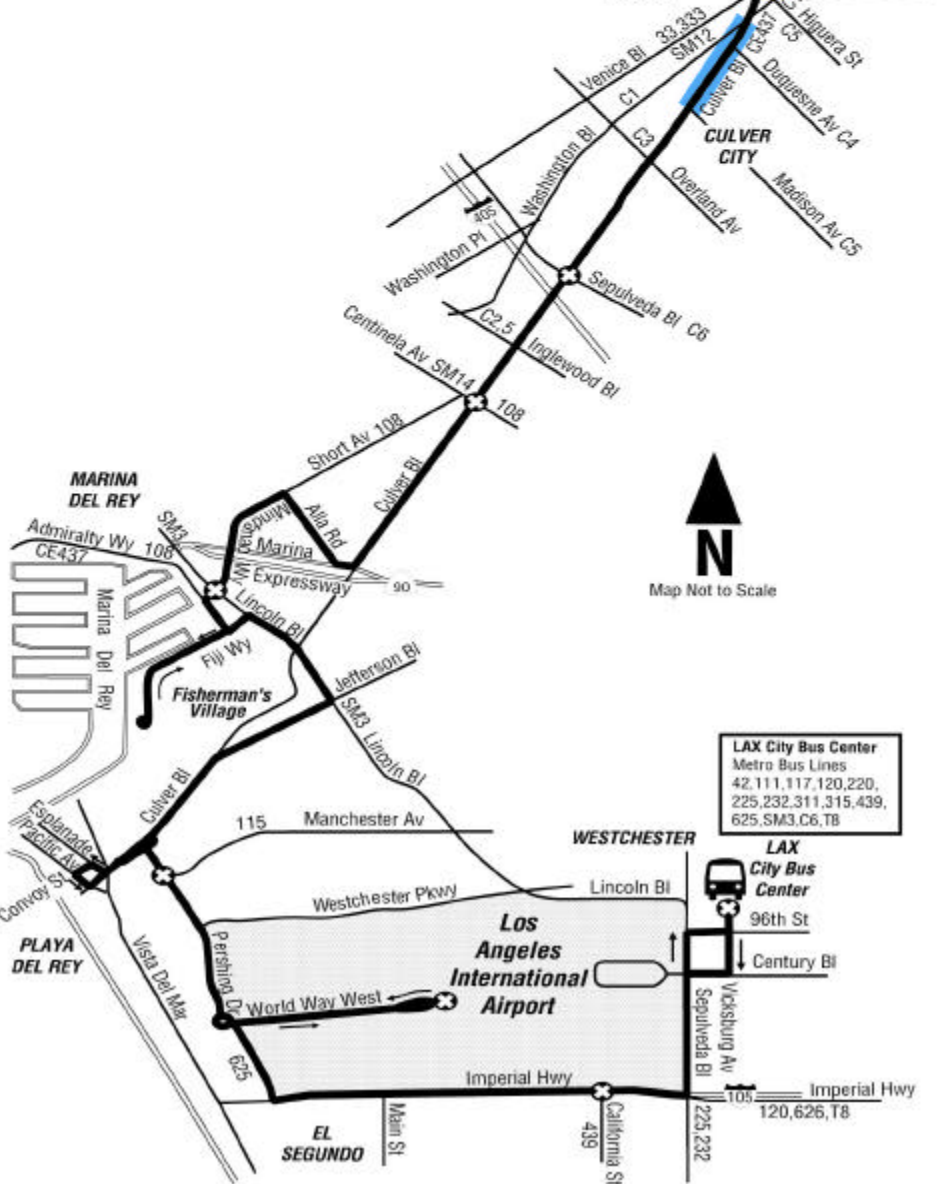 33,333
Venice Bl
SM12
C1
Washington Bl
C3
Overland Av
CE437
Culver Bl
C5
Higuera St
Duquesne Av C4
CULVER
CITY
Madison Av C5
405
Washington Pl
Sepulveda Bl C6
C2,5
Inglewood Bl
Centinela Av SM14
108
Short Av 108
Culver Bl
MARINA
DEL REY
SM3
Mindanao Wy
Alla Rd
Admiralty Wy 108
CE437
Marina
Expressway
90
N
Map Not to Scale
Marina Del Rey
Lincoln Bl
Fiji Wy
Fisherman's
Village
Jefferson Bl
SM3 Lincoln Bl
Culver Bl
LAX City Bus Center
Metro Bus Lines
42,111,117,120,220,
225,232,311,315,439,
625,SM3,C6,T8
Esplanade
Pacific Av
Convoy St
115
Manchester Av
WESTCHESTER
LAX
City Bus
Center
Westchester Pkwy
Lincoln Bl
96th St
Los
Angeles
International
Airport
Century Bl
PLAYA
DEL REY
Vista Del Mar
Pershing Dr
World Way West
Sepulveda Bl
Vicksburg Av
625
Imperial Hwy
105
Imperial Hwy
120,626,T8
EL
SEGUNDO
Main St
439
California St
225,232